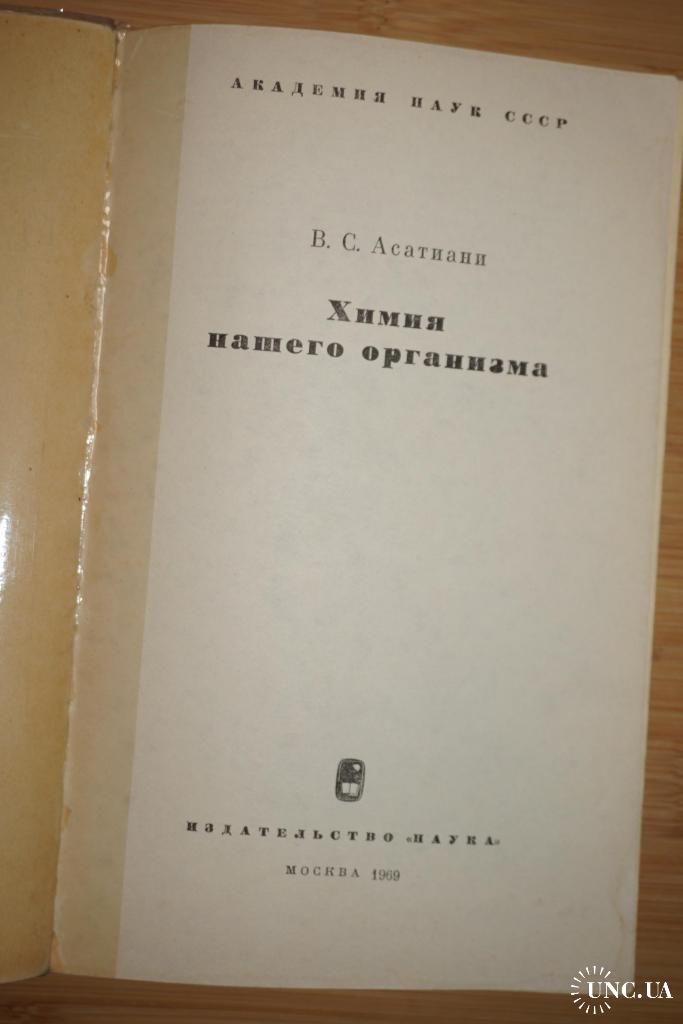 АКАДЕМИЯ НАУК СССР
В. С. Асатиани
Химия
нашего организма
ИЗДАТЕЛЬСТВО «НАУКА»
МОСКВА 1969
UNC.UA